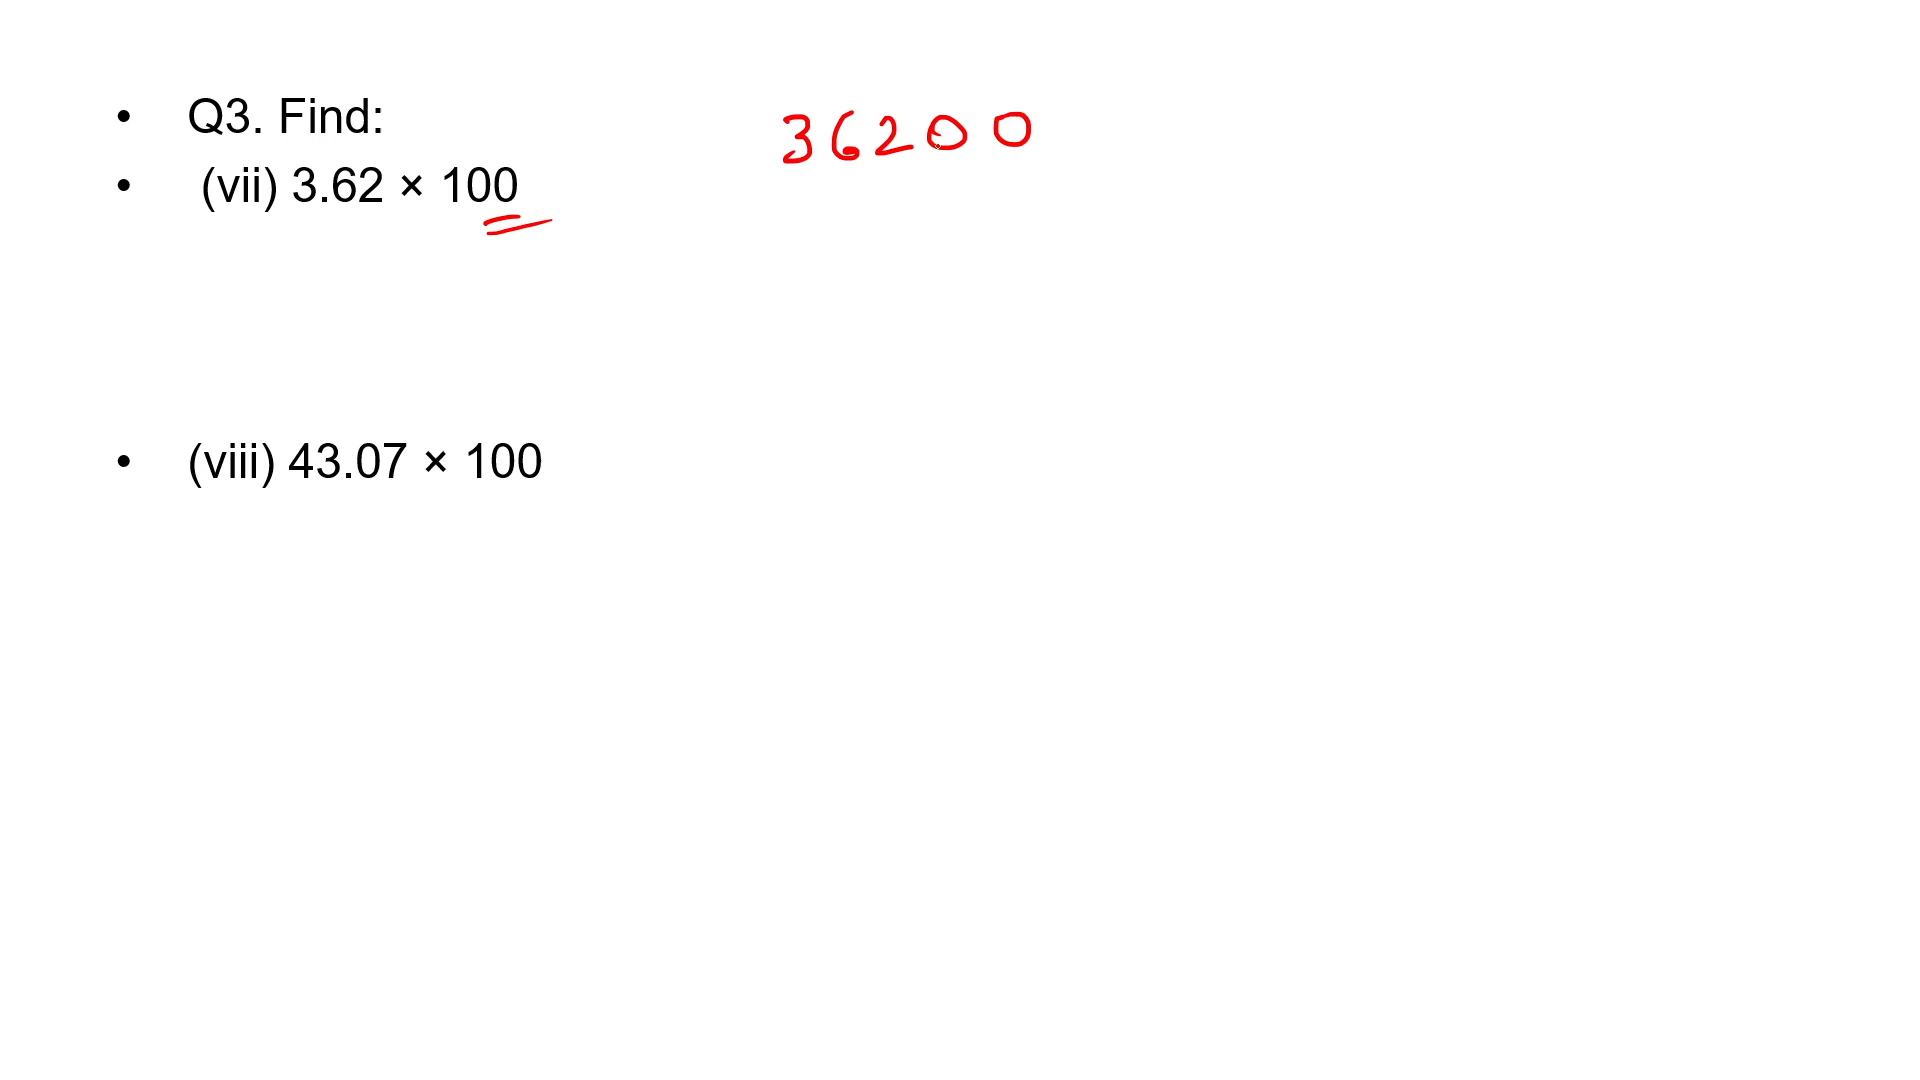 • Q3. Find:
36200
• (vii) 3.62 × 100
• (viii) 43.07 × 100